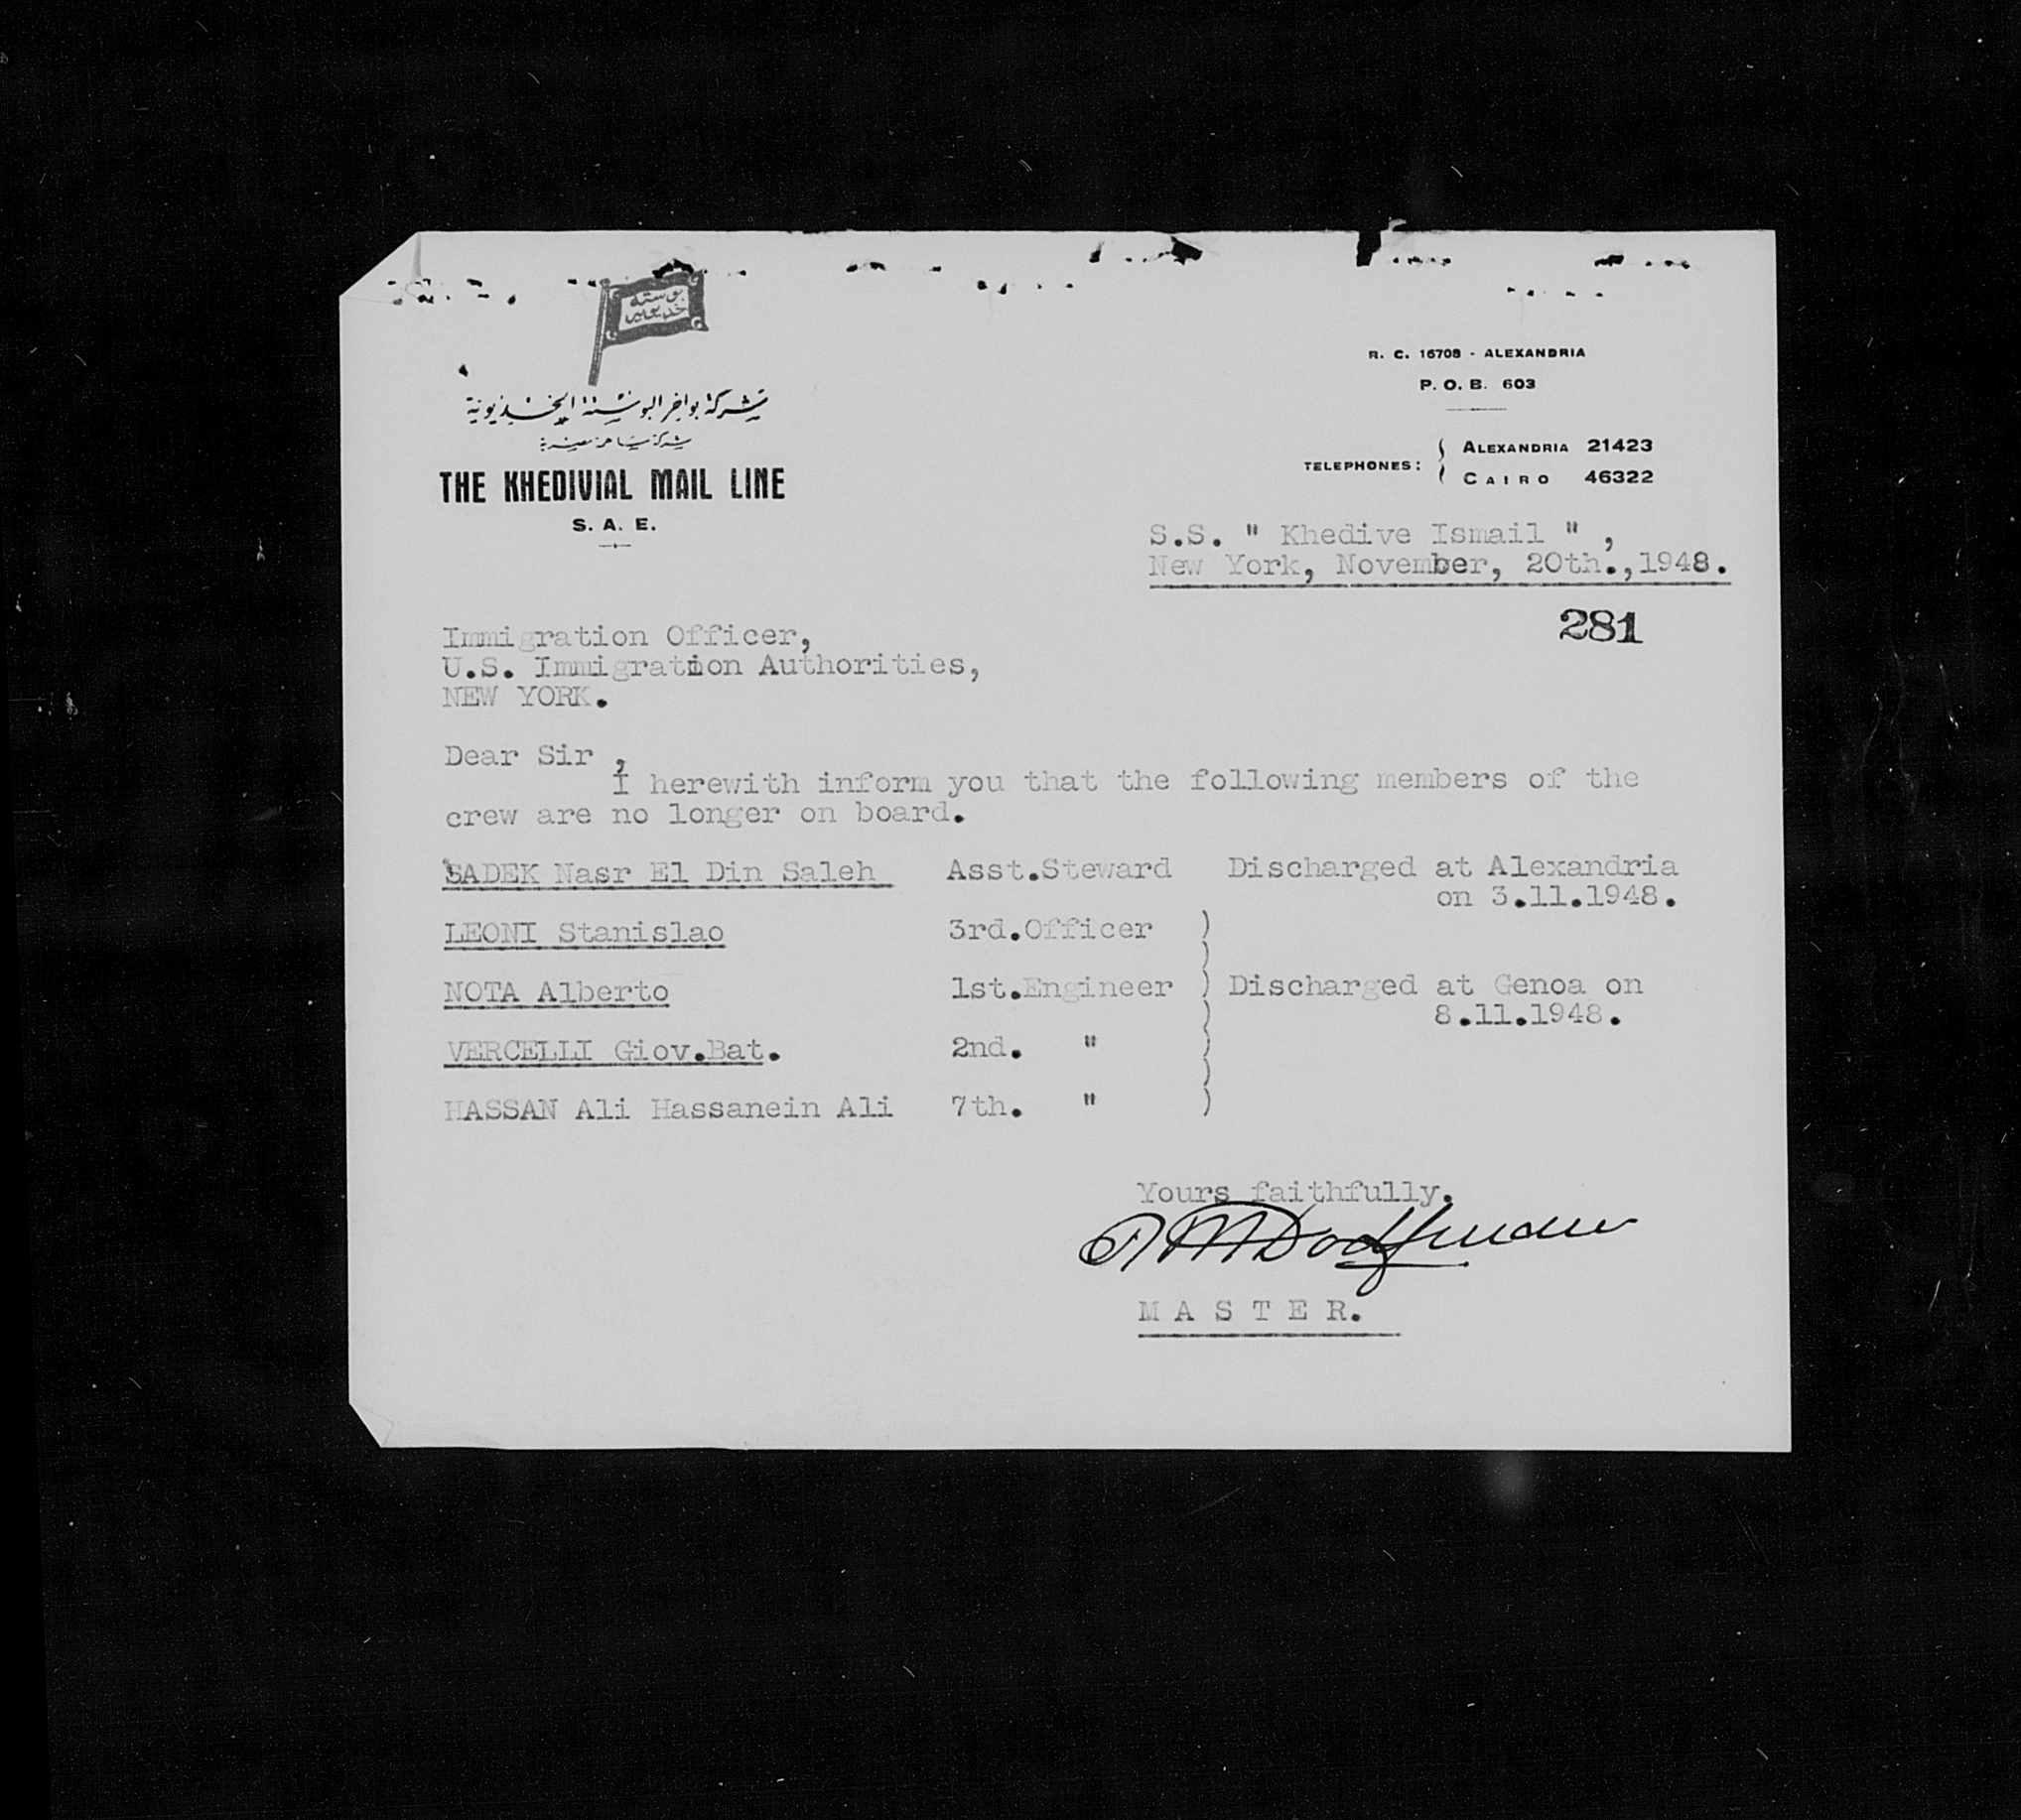 بوسته
خديويه
شركة بواخر البوستة الخديوية
شركة مساهمة مصرية
THE KHEDIVIAL MAIL LINE
S. A. E.
R. C. 16708 - ALEXANDRIA
P. O. B. 603
TELEPHONES: { ALEXANDRIA 21423
CAIRO 46322
S.S. " Khedive Ismail " ,
New York, November, 20th.,1948.
281
Immigration Officer,
U.S. Immigration Authorities,
NEW YORK.
Dear Sir ,
I herewith inform you that the following members of the
crew are no longer on board.
SADEK Nasr El Din Saleh Asst.Steward Discharged at Alexandria
on 3.11.1948.
LEONI Stanislao 3rd.Officer )
NOTA Alberto 1st.Engineer ) Discharged at Genoa on
8.11.1948.
VERCELLI Giov.Bat. 2nd. " )
HASSAN Ali Hassanein Ali 7th. " )
Yours faithfully.
M A S T E R.